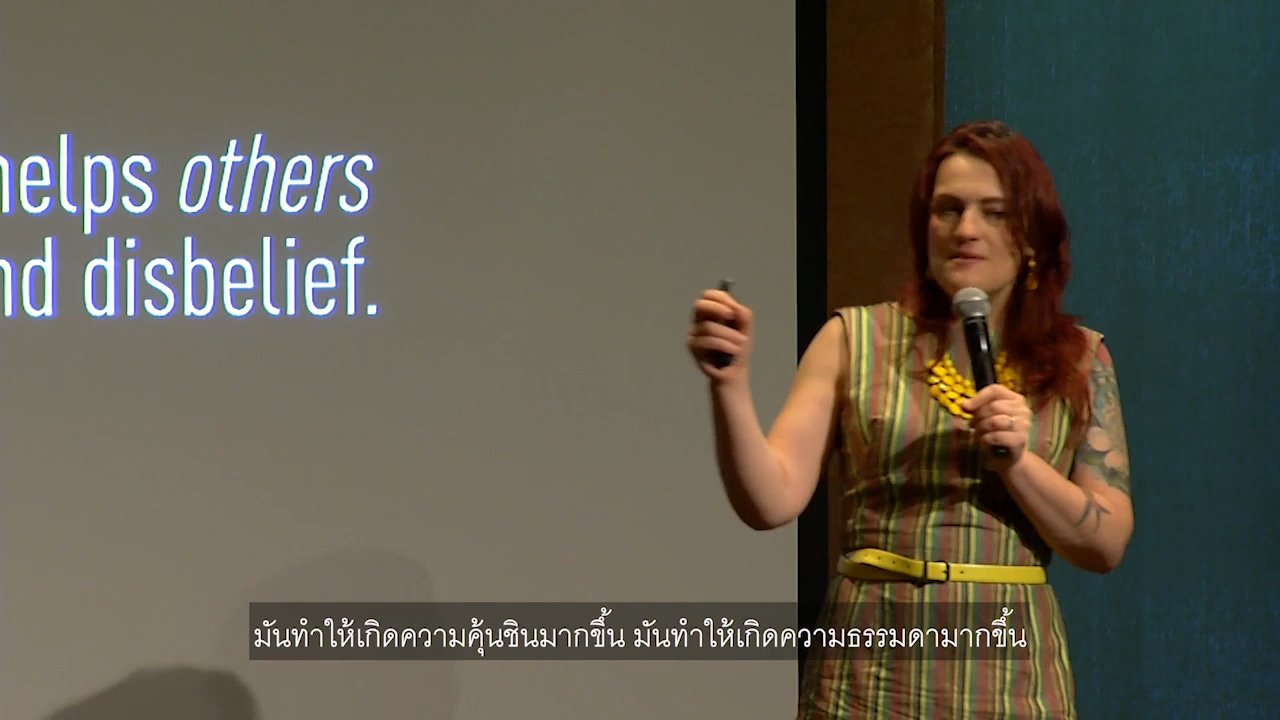 helps others
nd disbelief.
มันทำให้เกิดความคุ้นชินมากขึ้น มันทำให้เกิดความธรรมดามากขึ้น